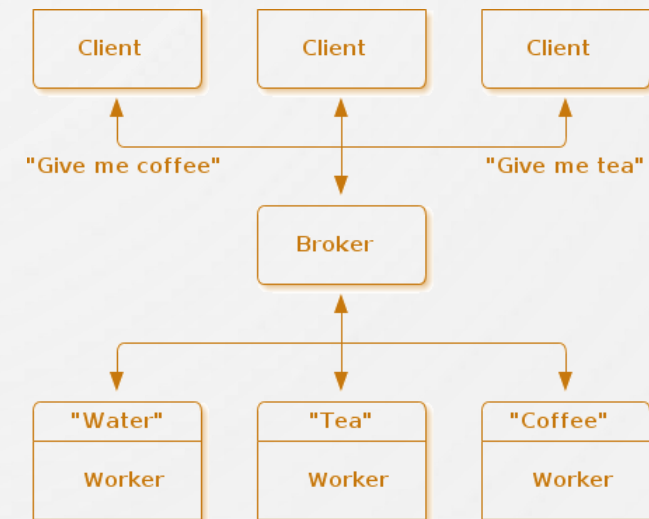 Client
Client
Client
"Give me coffee"
"Give me tea"
Broker
"Water"
"Tea"
"Coffee"
Worker
Worker
Worker